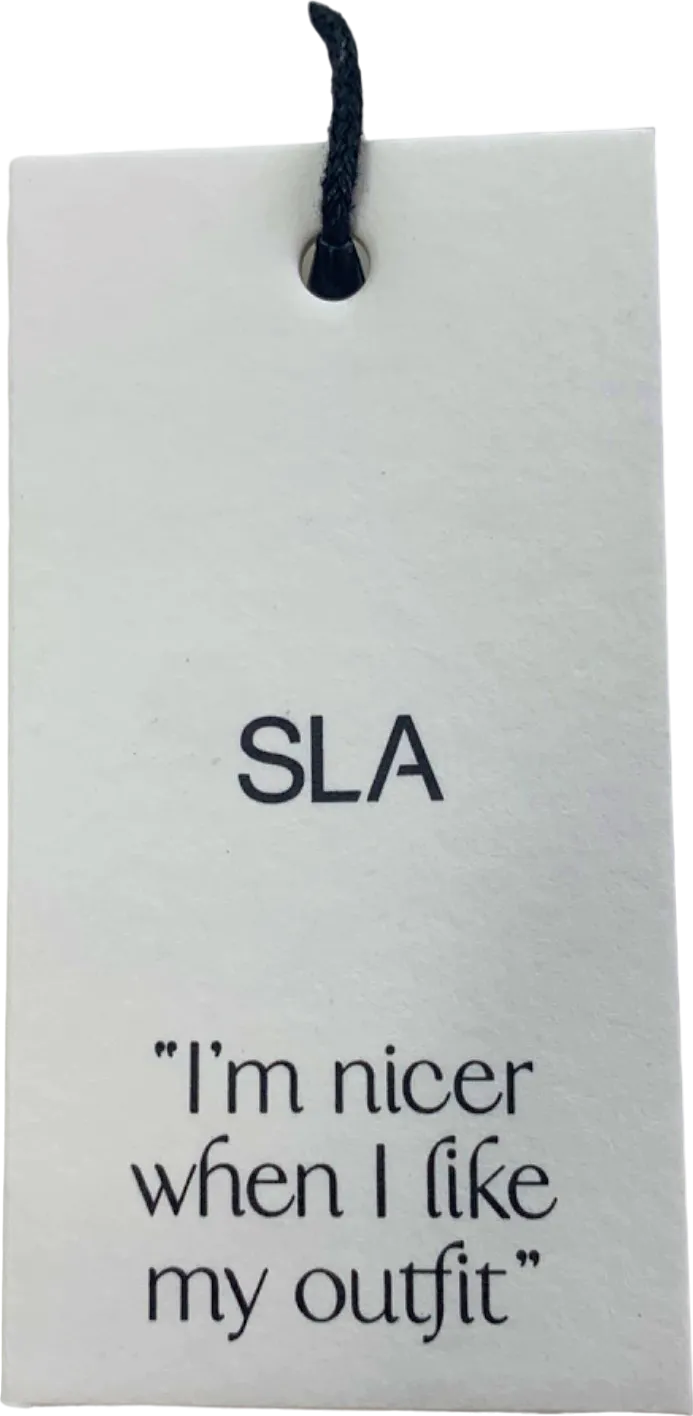 SLA
"I'm nicer
when I like
my outfit"